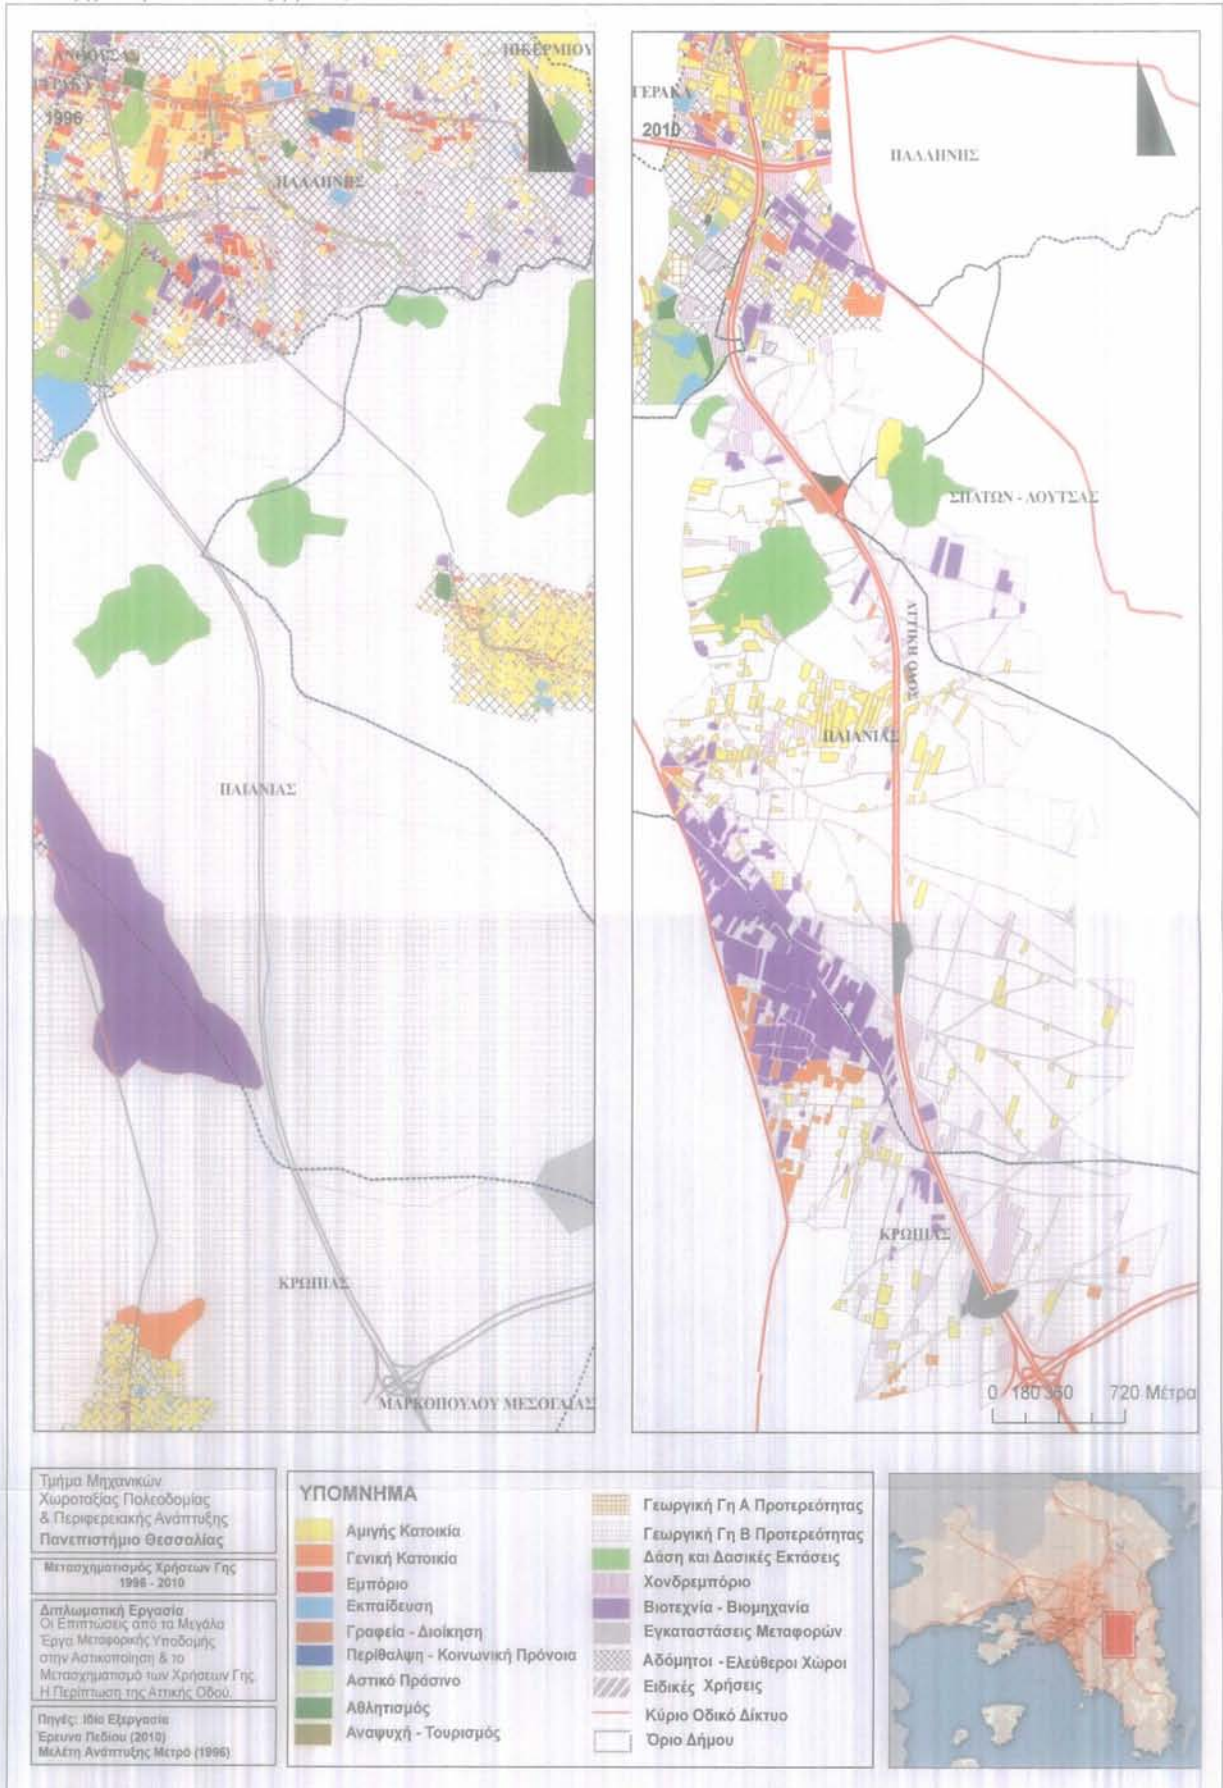 ΑΝΘΟΥΣΑΣ
ΠΙΚΕΡΜΙΟΥ
ΓΕΡΑΚΑ
1996
ΠΑΛΛΗΝΗΣ
ΠΑΙΑΝΙΑΣ
ΚΡΩΠΙΑΣ
ΜΑΡΚΟΠΟΥΛΟΥ ΜΕΣΟΓΑΙΑΣ
ΓΕΡΑΚΑ
2010
ΠΑΛΛΗΝΗΣ
ΣΠΑΤΩΝ - ΛΟΥΤΣΑΣ
ΑΤΤΙΚΗ ΟΔΟΣ
ΠΑΙΑΝΙΑΣ
ΚΡΩΠΙΑΣ
0 180 360 720 Μέτρα
Τμήμα Μηχανικών
Χωροταξίας Πολεοδομίας
& Περιφερειακής Ανάπτυξης
Πανεπιστήμιο Θεσσαλίας
Μετασχηματισμός Χρήσεων Γης
1996 - 2010
Διπλωματική Εργασία
Οι Επιπτώσεις από τα Μεγάλα
Έργα Μεταφορικής Υποδομής
στην Αστικοποίηση & το
Μετασχηματισμό των Χρήσεων Γης.
Η Περίπτωση της Αττικής Οδού.
Πηγές: Ιδία Εξεργασία
Έρευνα Πεδίου (2010)
Μελέτη Ανάπτυξης Μετρό (1996)
ΥΠΟΜΝΗΜΑ
Αμιγής Κατοικία
Γενική Κατοικία
Εμπόριο
Εκπαίδευση
Γραφεία - Διοίκηση
Περίθαλψη - Κοινωνική Πρόνοια
Αστικό Πράσινο
Αθλητισμός
Αναψυχή - Τουρισμός
Γεωργική Γη Α Προτερεότητας
Γεωργική Γη Β Προτερεότητας
Δάση και Δασικές Εκτάσεις
Χονδρεμπόριο
Βιοτεχνία - Βιομηχανία
Εγκαταστάσεις Μεταφορών
Αδόμητοι - Ελεύθεροι Χώροι
Ειδικές Χρήσεις
Κύριο Οδικό Δίκτυο
Όριο Δήμου